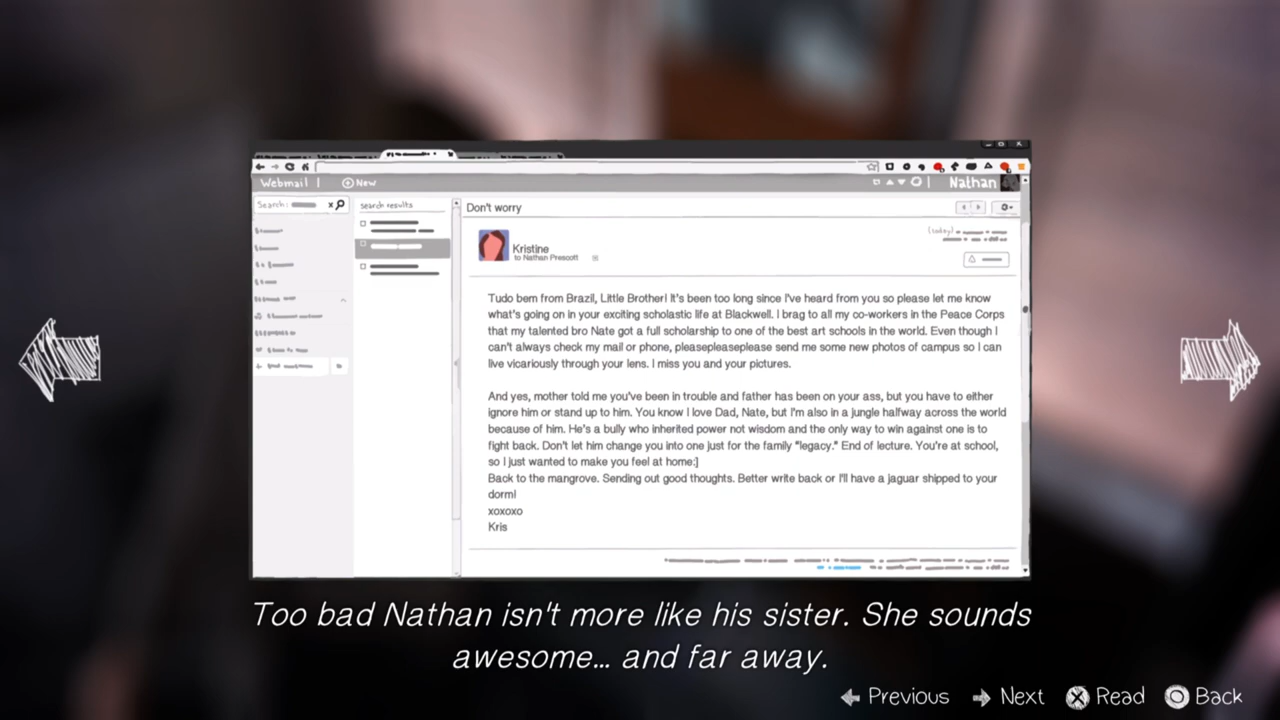 Webmail |
New
Nathan
Search:
x
search results
Don't worry
(today)
Kristine
to Nathan Prescott
Tudo bem from Brazil, Little Brother! It's been too long since I've heard from you so please let me know
what's going on in your exciting scholastic life at Blackwell. I brag to all my co-workers in the Peace Corps
that my talented bro Nate got a full scholarship to one of the best art schools in the world. Even though I
can't always check my mail or phone, pleasepleaseplease send me some new photos of campus so I can
live vicariously through your lens. I miss you and your pictures.
And yes, mother told me you've been in trouble and father has been on your ass, but you have to either
ignore him or stand up to him. You know I love Dad, Nate, but I'm also in a jungle halfway across the world
because of him. He's a bully who inherited power not wisdom and the only way to win against one is to
fight back. Don't let him change you into one just for the family "legacy." End of lecture. You're at school,
so I just wanted to make you feel at home:]
Back to the mangrove. Sending out good thoughts. Better write back or I'll have a jaguar shipped to your
dorm!
xoxoxo
Kris
Too bad Nathan isn't more like his sister. She sounds
awesome... and far away.
Previous
Next
Read
Back